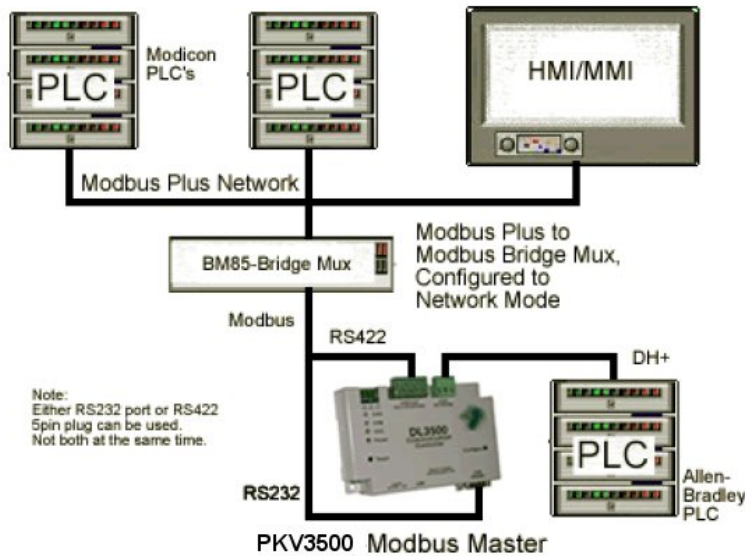 PLC
Modicon
PLC's
PLC
HMI/MMI
Modbus Plus Network
BM85-Bridge Mux
Modbus Plus to
Modbus Bridge Mux,
Configured to
Network Mode
Modbus
RS422
DH+
Note:
Either RS232 port or RS422
5pin plug can be used.
Not both at the same time.
DL3500
PLC
Allen-
Bradley
PLC
RS232
PKV3500 Modbus Master